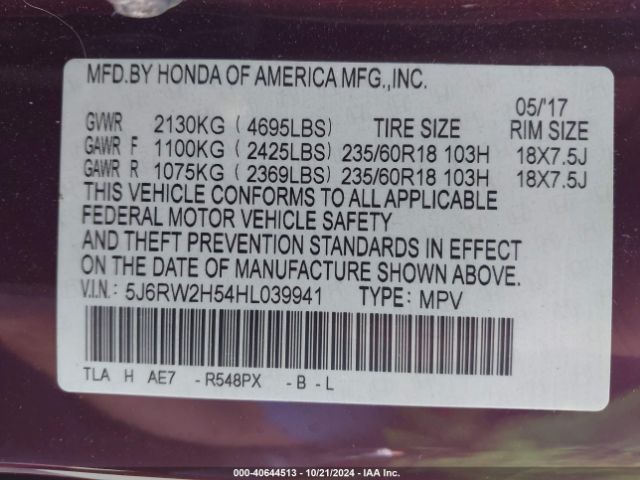 MFD.BY HONDA OF AMERICA MFG.,INC.
05/'17
GVWR 2130KG ( 4695LBS) TIRE SIZE RIM SIZE
GAWR F 1100KG ( 2425LBS) 235/60R18 103H 18X7.5J
GAWR R 1075KG ( 2369LBS) 235/60R18 103H 18X7.5J
THIS VEHICLE CONFORMS TO ALL APPLICABLE
FEDERAL MOTOR VEHICLE SAFETY
AND THEFT PREVENTION STANDARDS IN EFFECT
ON THE DATE OF MANUFACTURE SHOWN ABOVE.
V.I.N: 5J6RW2H54HL039941 TYPE: MPV
TLA H AE7 - R548PX - B - L
000-40644513 - 10/21/2024 - IAA Inc.